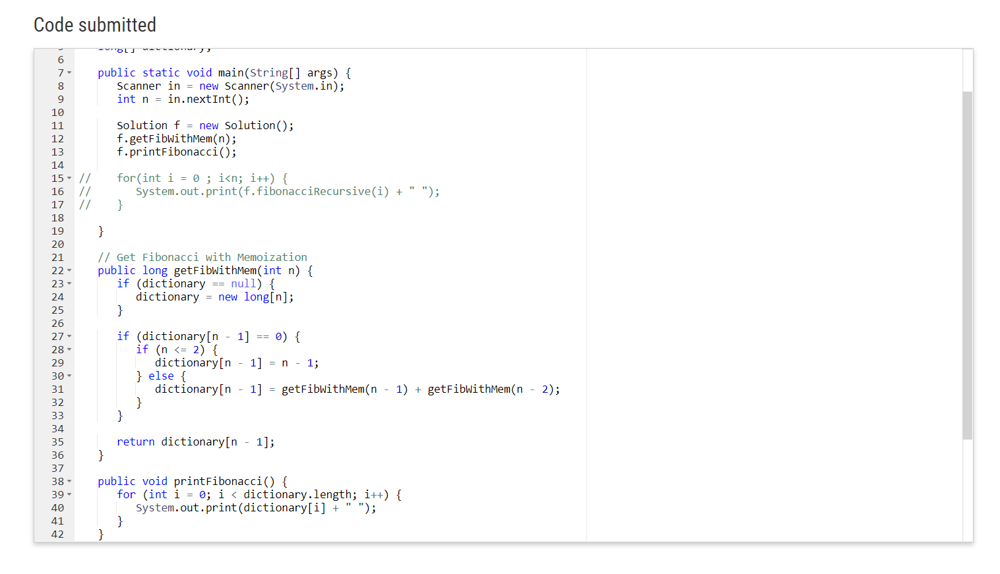 Code submitted
6
7 public static void main(String[] args) {
8 Scanner in = new Scanner(System.in);
9 int n = in.nextInt();
10
11 Solution f = new Solution();
12 f.getFibWithMem(n);
13 f.printFibonacci();
14
15 // for(int i = 0 ; i<n; i++) {
16 // System.out.print(f.fibonacciRecursive(i) + " ");
17 // }
18
19 }
20
21 // Get Fibonacci with Memoization
22 public long getFibWithMem(int n) {
23 if (dictionary == null) {
24 dictionary = new long[n];
25 }
26
27 if (dictionary[n - 1] == 0) {
28 if (n <= 2) {
29 dictionary[n - 1] = n - 1;
30 } else {
31 dictionary[n - 1] = getFibWithMem(n - 1) + getFibWithMem(n - 2);
32 }
33 }
34
35 return dictionary[n - 1];
36 }
37
38 public void printFibonacci() {
39 for (int i = 0; i < dictionary.length; i++) {
40 System.out.print(dictionary[i] + " ");
41 }
42 }